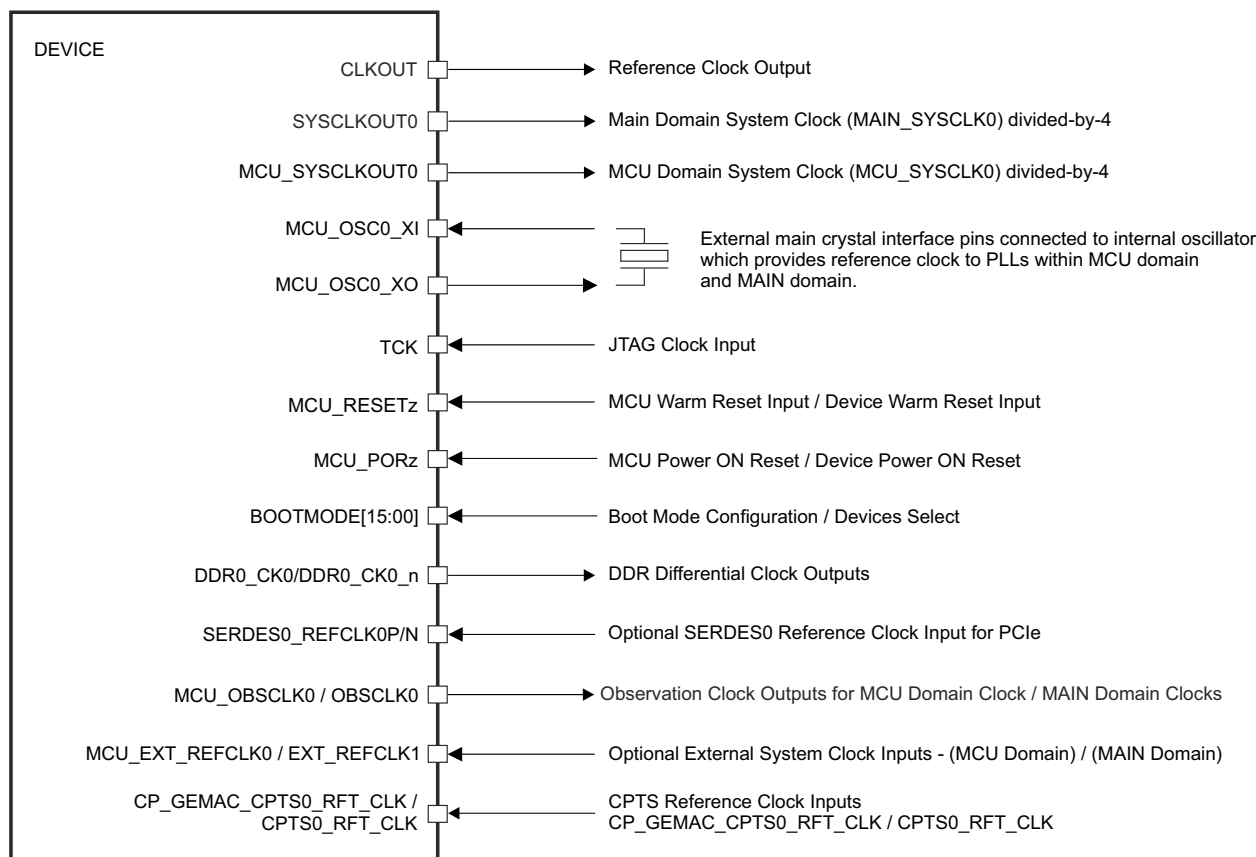 DEVICE
CLKOUT Reference Clock Output
SYSCLKOUT0 Main Domain System Clock (MAIN_SYSCLK0) divided-by-4
MCU_SYSCLKOUT0 MCU Domain System Clock (MCU_SYSCLK0) divided-by-4
MCU_OSC0_XI
External main crystal interface pins connected to internal oscillator
which provides reference clock to PLLs within MCU domain
and MAIN domain.
MCU_OSC0_XO
TCK JTAG Clock Input
MCU_RESETz MCU Warm Reset Input / Device Warm Reset Input
MCU_PORz MCU Power ON Reset / Device Power ON Reset
BOOTMODE[15:00] Boot Mode Configuration / Devices Select
DDR0_CK0/DDR0_CK0_n DDR Differential Clock Outputs
SERDES0_REFCLK0P/N Optional SERDES0 Reference Clock Input for PCIe
MCU_OBSCLK0 / OBSCLK0 Observation Clock Outputs for MCU Domain Clock / MAIN Domain Clocks
MCU_EXT_REFCLK0 / EXT_REFCLK1 Optional External System Clock Inputs - (MCU Domain) / (MAIN Domain)
CP_GEMAC_CPTS0_RFT_CLK / CPTS Reference Clock Inputs
CPTS0_RFT_CLK CP_GEMAC_CPTS0_RFT_CLK / CPTS0_RFT_CLK